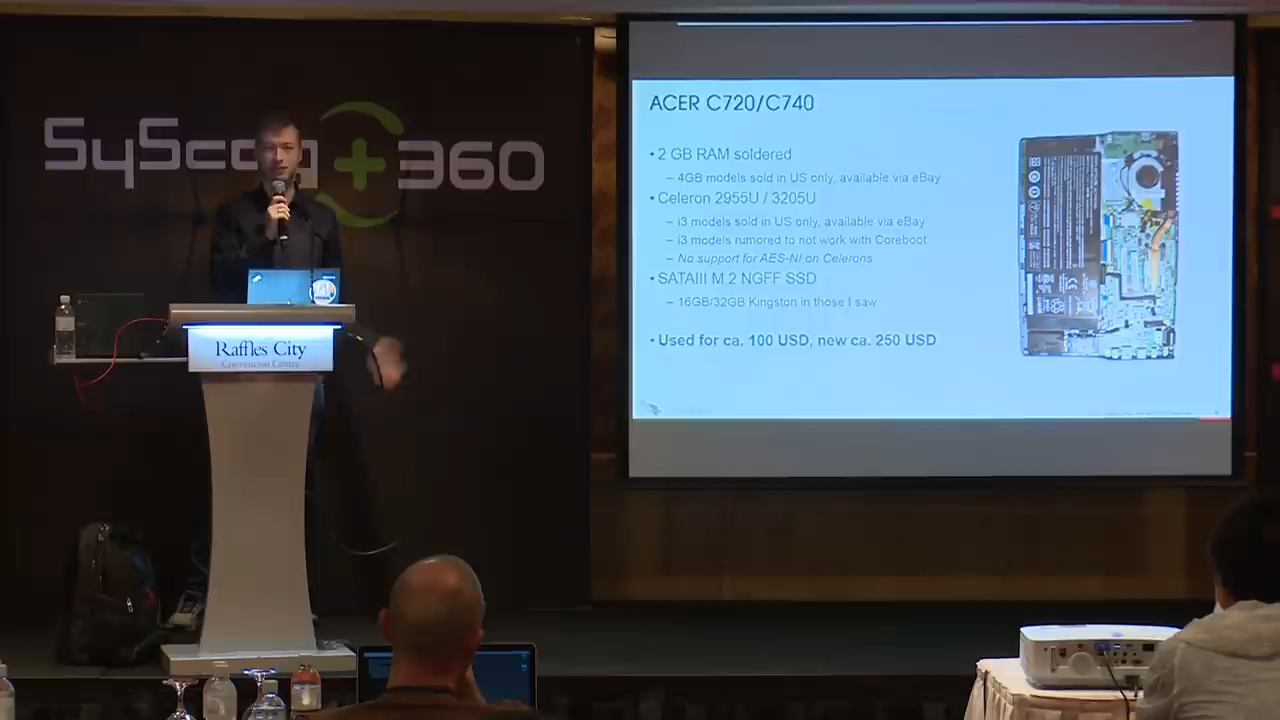 SyScan
360
Raffles City
Convention Centre
ACER C720/C740
• 2 GB RAM soldered
– 4GB models sold in US only, available via eBay
• Celeron 2955U / 3205U
– i3 models sold in US only, available via eBay
– i3 models rumored to not work with Coreboot
– No support for AES-NI on Celerons
• SATAIII M.2 NGFF SSD
– 16GB/32GB Kingston in those I saw
• Used for ca. 100 USD, new ca. 250 USD